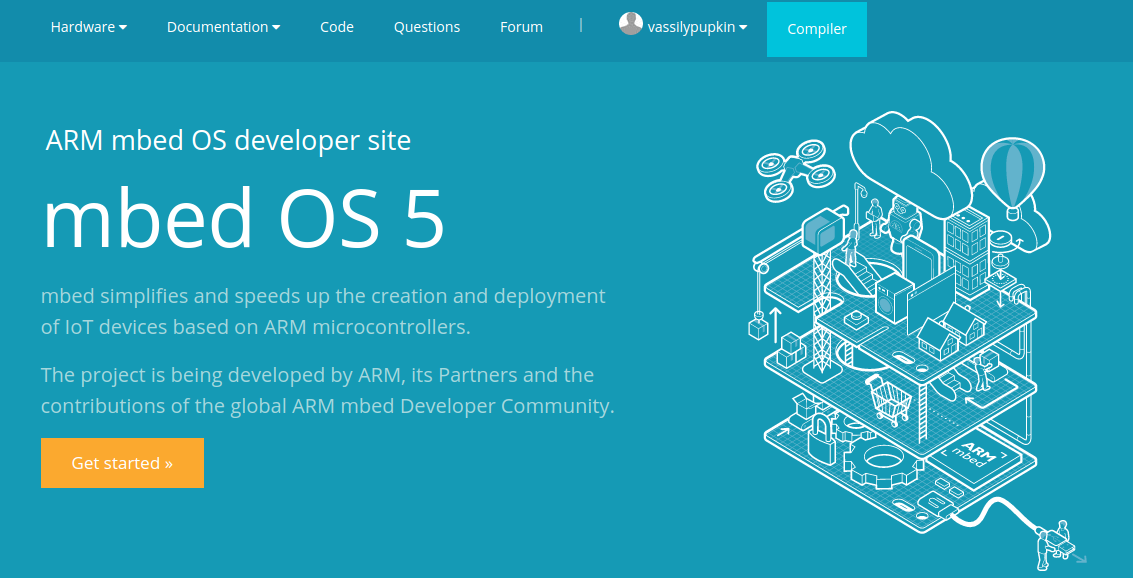 Hardware Documentation Code Questions Forum | vassilypupkin Compiler
ARM mbed OS developer site
mbed OS 5
mbed simplifies and speeds up the creation and deployment
of IoT devices based on ARM microcontrollers.
The project is being developed by ARM, its Partners and the
contributions of the global ARM mbed Developer Community.
Get started »
ARM
mbed